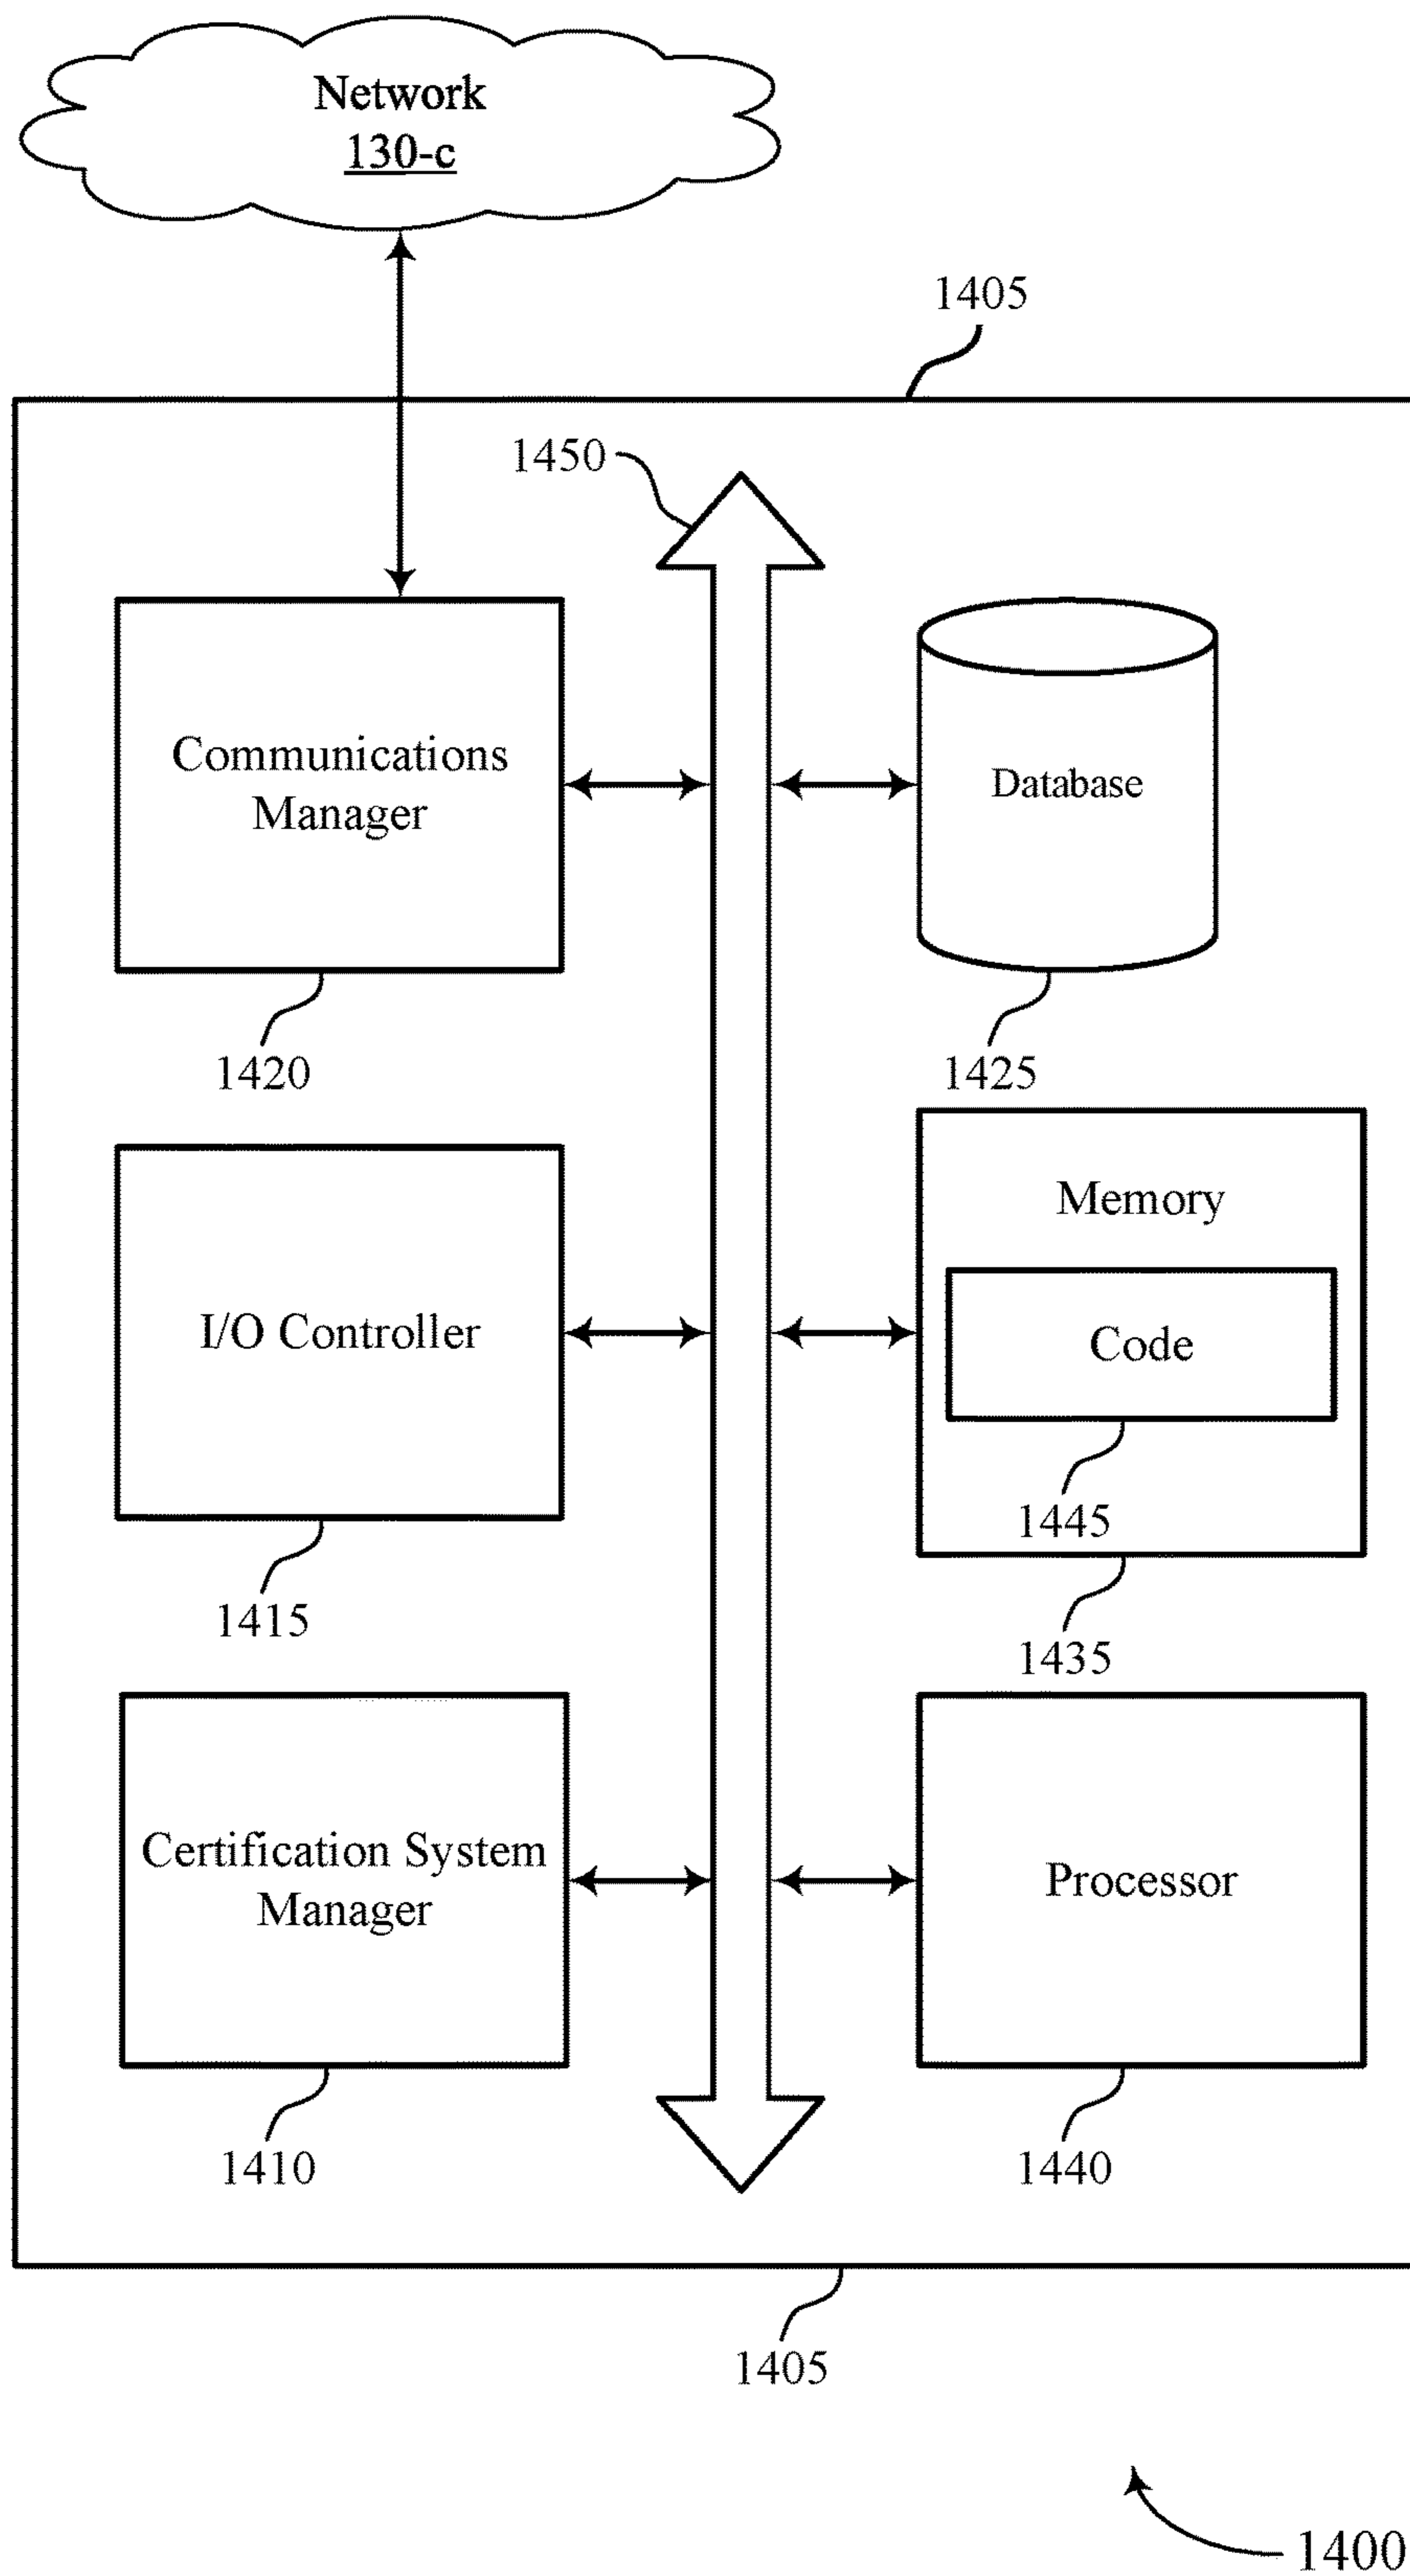 Network
130-c
1405
1450
Communications
Manager
Database
1420
1425
Memory
I/O Controller
Code
1445
1415
1435
Certification System
Manager
Processor
1410
1440
1405
1400